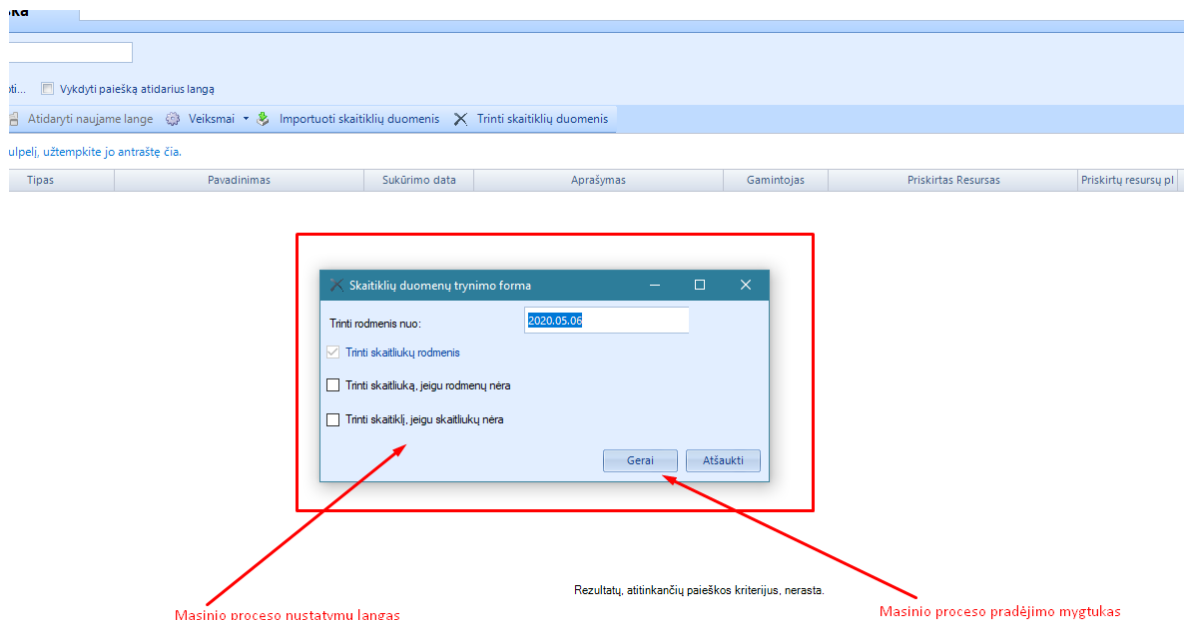 Vykdyti paiešką atidarius langą
Atidaryti naujame lange Veiksmai Importuoti skaitiklių duomenis Trinti skaitiklių duomenis
ulpelį, užtempkite jo antraštę čia.
Tipas Pavadinimas Sukūrimo data Aprašymas Gamintojas Priskirtas Resursas Priskirtų resursų pl
Skaitiklių duomenų trynimo forma
Trinti rodmenis nuo: 2020.05.06
Trinti skaitliukų rodmenis
Trinti skaitliuką, jeigu rodmenų nėra
Trinti skaitiklį, jeigu skaitliukų nėra
Gerai Atšaukti
Rezultatų, atitinkančių paieškos kriterijus, nerasta.
Masinio proceso nustatymų langas
Masinio proceso pradėjimo mygtukas